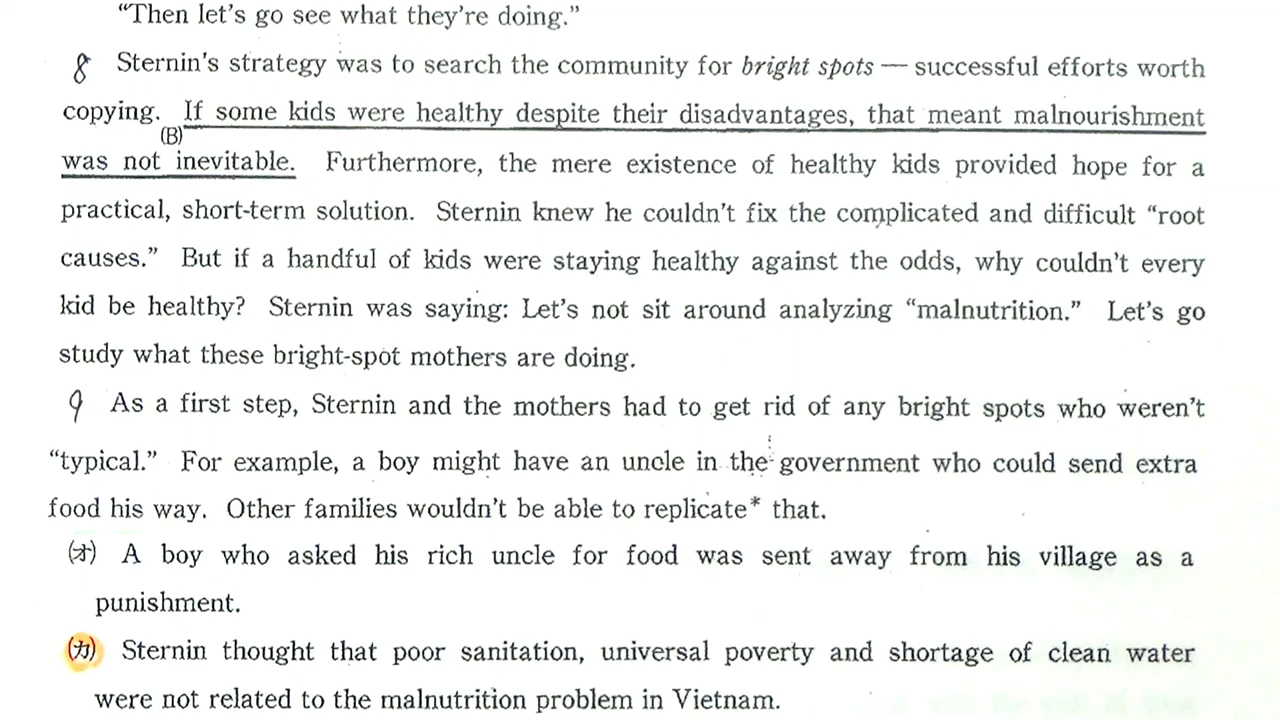 “Then let’s go see what they’re doing.”
8 Sternin’s strategy was to search the community for bright spots — successful efforts worth
copying. If some kids were healthy despite their disadvantages, that meant malnourishment
(B)
was not inevitable. Furthermore, the mere existence of healthy kids provided hope for a
practical, short-term solution. Sternin knew he couldn’t fix the complicated and difficult “root
causes.” But if a handful of kids were staying healthy against the odds, why couldn’t every
kid be healthy? Sternin was saying: Let’s not sit around analyzing “malnutrition.” Let’s go
study what these bright-spot mothers are doing.
9 As a first step, Sternin and the mothers had to get rid of any bright spots who weren’t
“typical.” For example, a boy might have an uncle in the government who could send extra
food his way. Other families wouldn’t be able to replicate* that.
(オ) A boy who asked his rich uncle for food was sent away from his village as a
punishment.
(カ) Sternin thought that poor sanitation, universal poverty and shortage of clean water
were not related to the malnutrition problem in Vietnam.